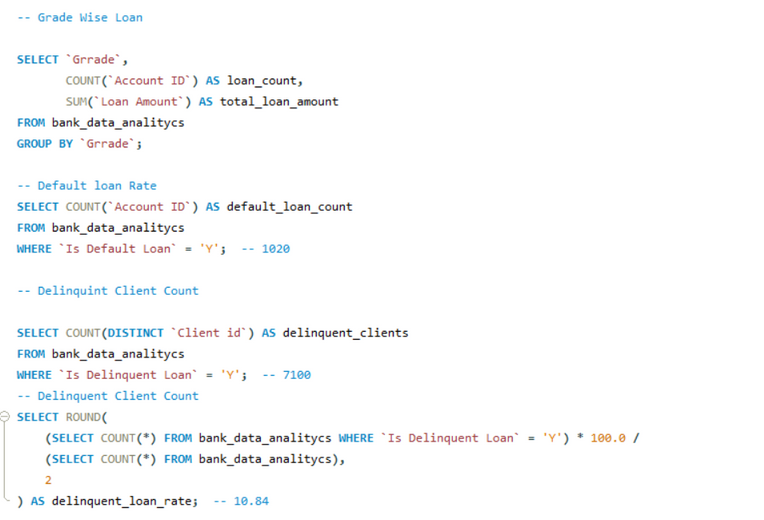 -- Grade Wise Loan
SELECT `Grrade`,
COUNT(`Account ID`) AS loan_count,
SUM(`Loan Amount`) AS total_loan_amount
FROM bank_data_analitycs
GROUP BY `Grrade`;
-- Default loan Rate
SELECT COUNT(`Account ID`) AS default_loan_count
FROM bank_data_analitycs
WHERE `Is Default Loan` = 'Y';  -- 1020
-- Delinquint Client Count
SELECT COUNT(DISTINCT `Client id`) AS delinquent_clients
FROM bank_data_analitycs
WHERE `Is Delinquent Loan` = 'Y';  -- 7100
-- Delinquent Client Count
SELECT ROUND(
(SELECT COUNT(*) FROM bank_data_analitycs WHERE `Is Delinquent Loan` = 'Y') * 100.0 /
(SELECT COUNT(*) FROM bank_data_analitycs),
2
) AS delinquent_loan_rate;  -- 10.84